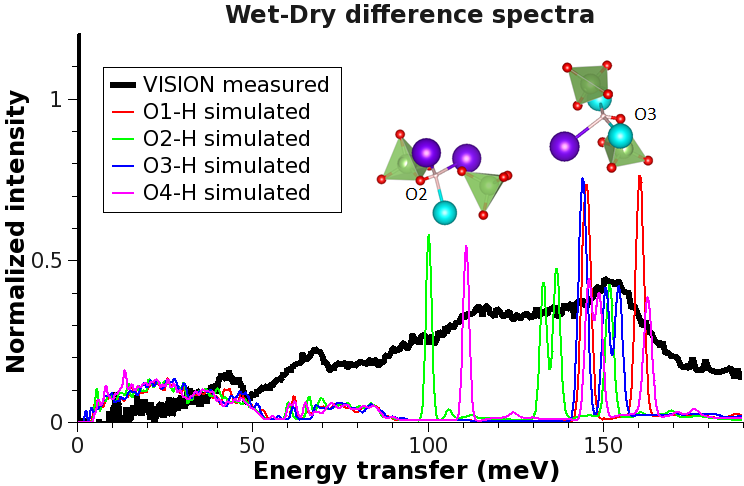 Wet-Dry difference spectra
VISION measured
O1-H simulated
O2-H simulated
O3-H simulated
O4-H simulated
O2
O3
Normalized intensity
1
0.5
0
0
50
100
150
Energy transfer (meV)